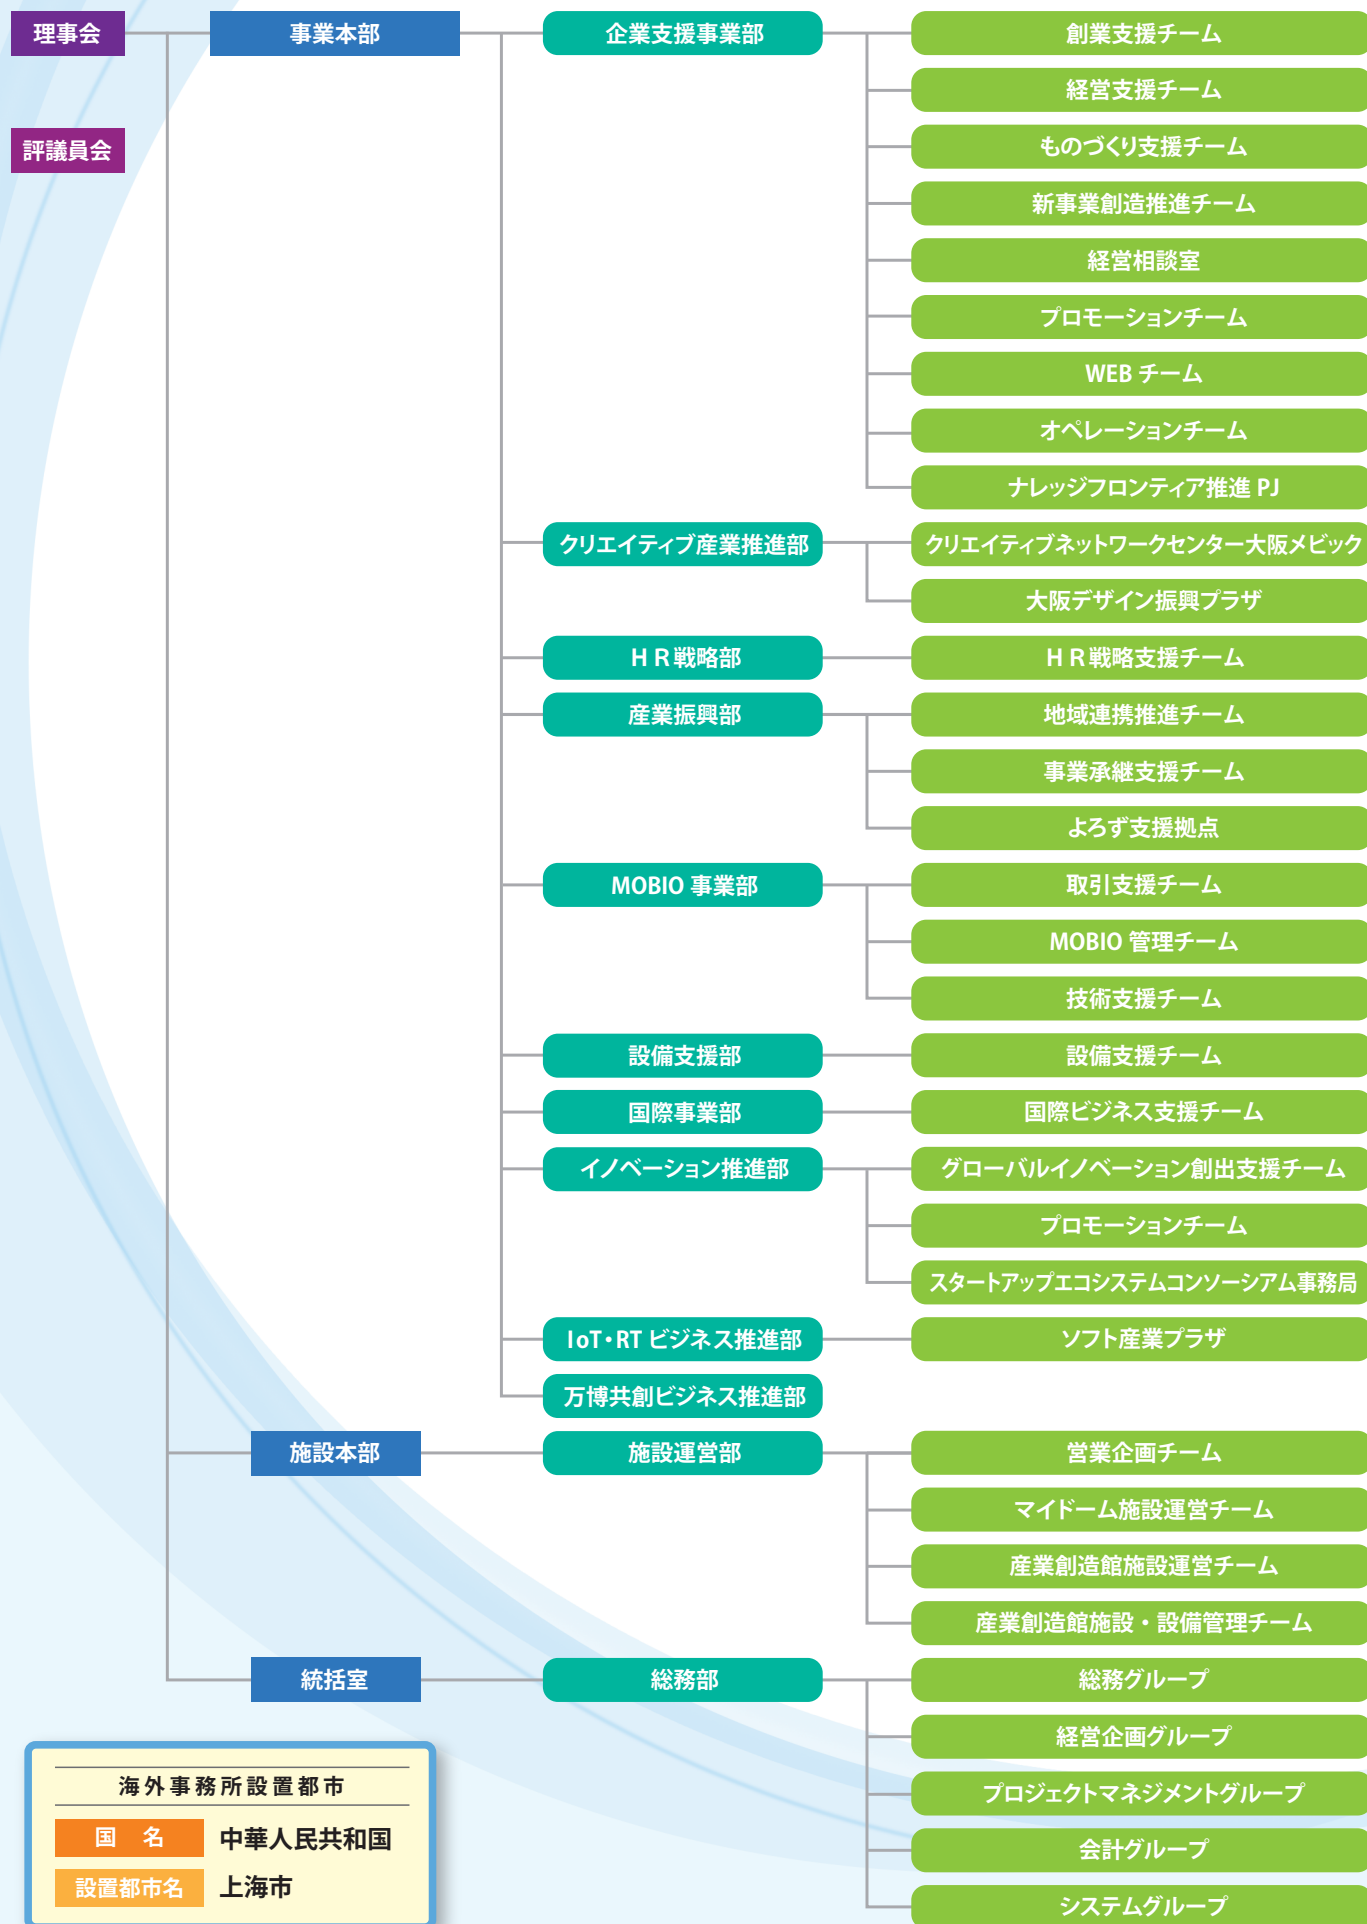 理事会
評議員会
事業本部
企業支援事業部
創業支援チーム
経営支援チーム
ものづくり支援チーム
新事業創造推進チーム
経営相談室
プロモーションチーム
WEB チーム
オペレーションチーム
ナレッジフロンティア推進 PJ
クリエイティブ産業推進部
クリエイティブネットワークセンター大阪メビック
大阪デザイン振興プラザ
ＨＲ戦略部
ＨＲ戦略支援チーム
産業振興部
地域連携推進チーム
事業承継支援チーム
よろず支援拠点
MOBIO 事業部
取引支援チーム
MOBIO 管理チーム
技術支援チーム
設備支援部
設備支援チーム
国際事業部
国際ビジネス支援チーム
イノベーション推進部
グローバルイノベーション創出支援チーム
プロモーションチーム
スタートアップエコシステムコンソーシアム事務局
IoT・RT ビジネス推進部
ソフト産業プラザ
万博共創ビジネス推進部
施設本部
施設運営部
営業企画チーム
マイドーム施設運営チーム
産業創造館施設運営チーム
産業創造館施設・設備管理チーム
統括室
総務部
総務グループ
経営企画グループ
プロジェクトマネジメントグループ
会計グループ
システムグループ
海外事務所設置都市
国　名　中華人民共和国
設置都市名　上海市